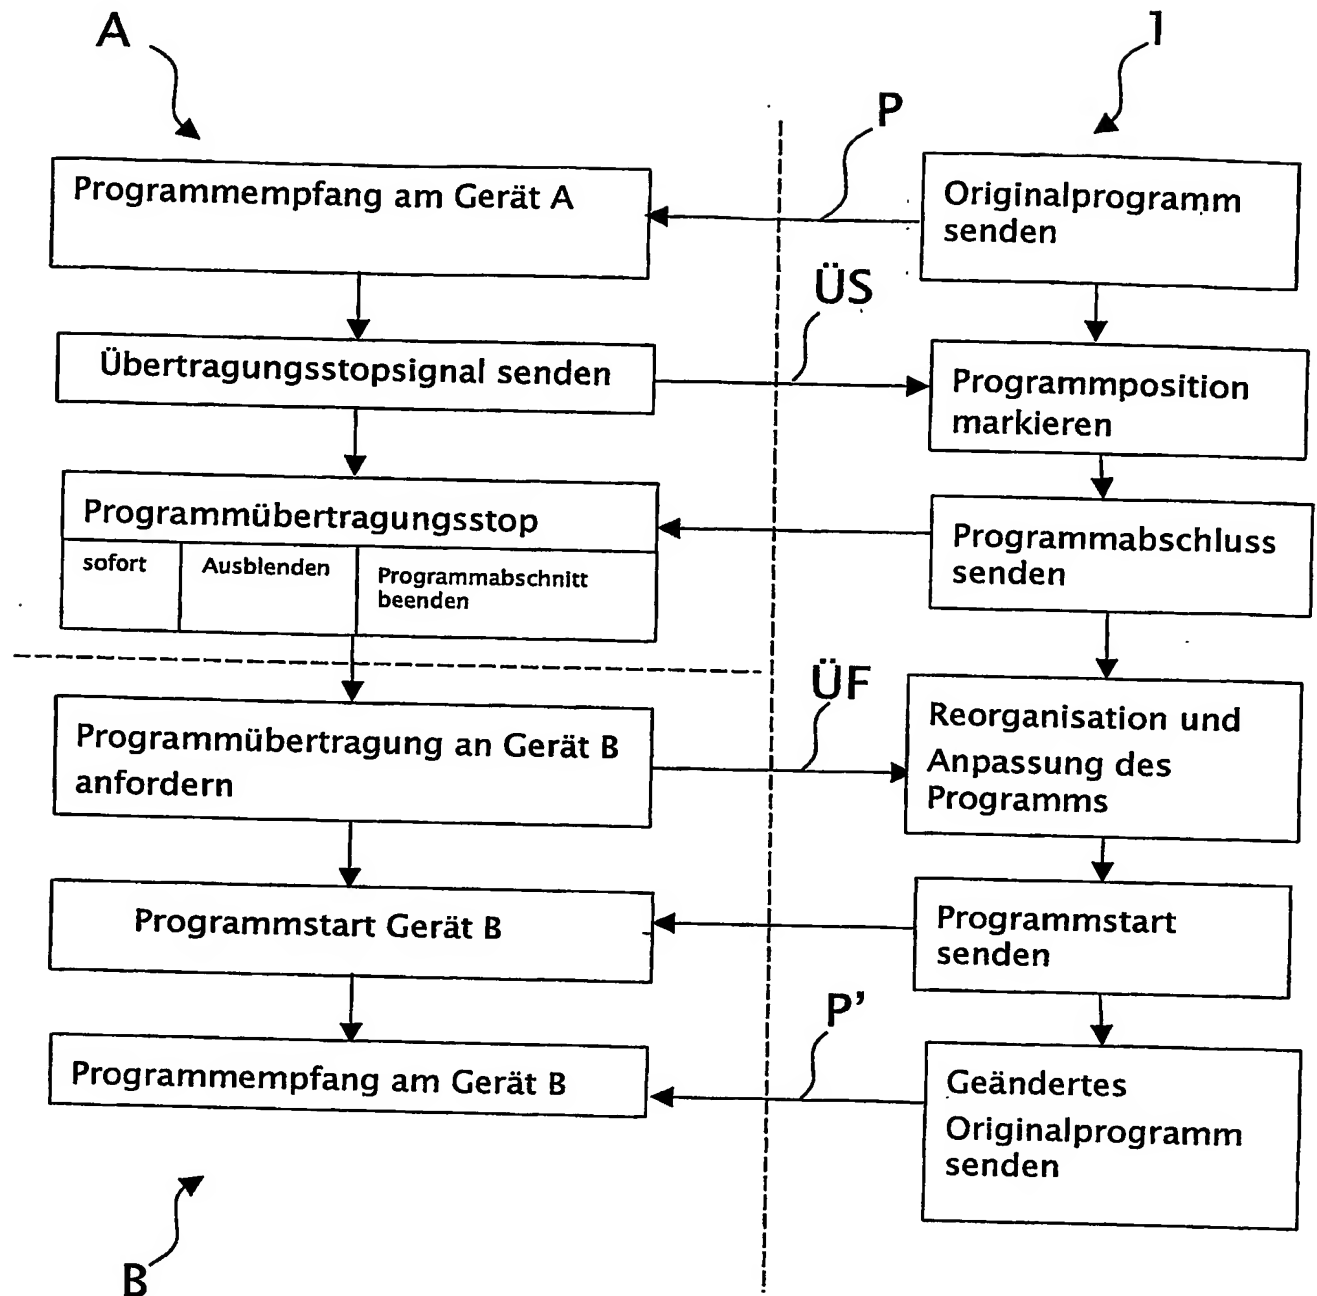 A
1
P
Programmempfang am Gerät A
Originalprogramm
senden
ÜS
Übertragungsstopsignal senden
Programmposition
markieren
Programmübertragungsstop
sofort
Ausblenden
Programmabschnitt
beenden
Programmabschluss
senden
ÜF
Programmübertragung an Gerät B
anfordern
Reorganisation und
Anpassung des
Programms
Programmstart Gerät B
Programmstart
senden
P'
Programmempfang am Gerät B
Geändertes
Originalprogramm
senden
B